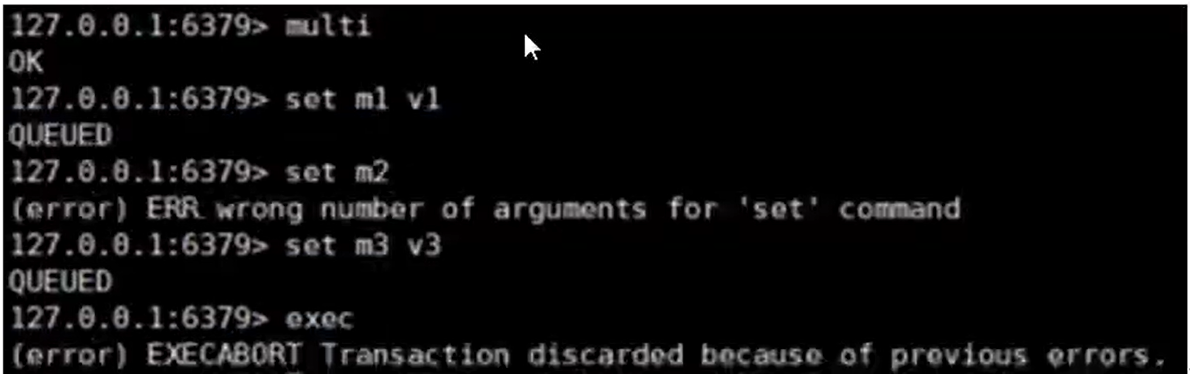 127.0.0.1:6379> multi
OK
127.0.0.1:6379> set m1 v1
QUEUED
127.0.0.1:6379> set m2
(error) ERR wrong number of arguments for 'set' command
127.0.0.1:6379> set m3 v3
QUEUED
127.0.0.1:6379> exec
(error) EXECABORT Transaction discarded because of previous errors.